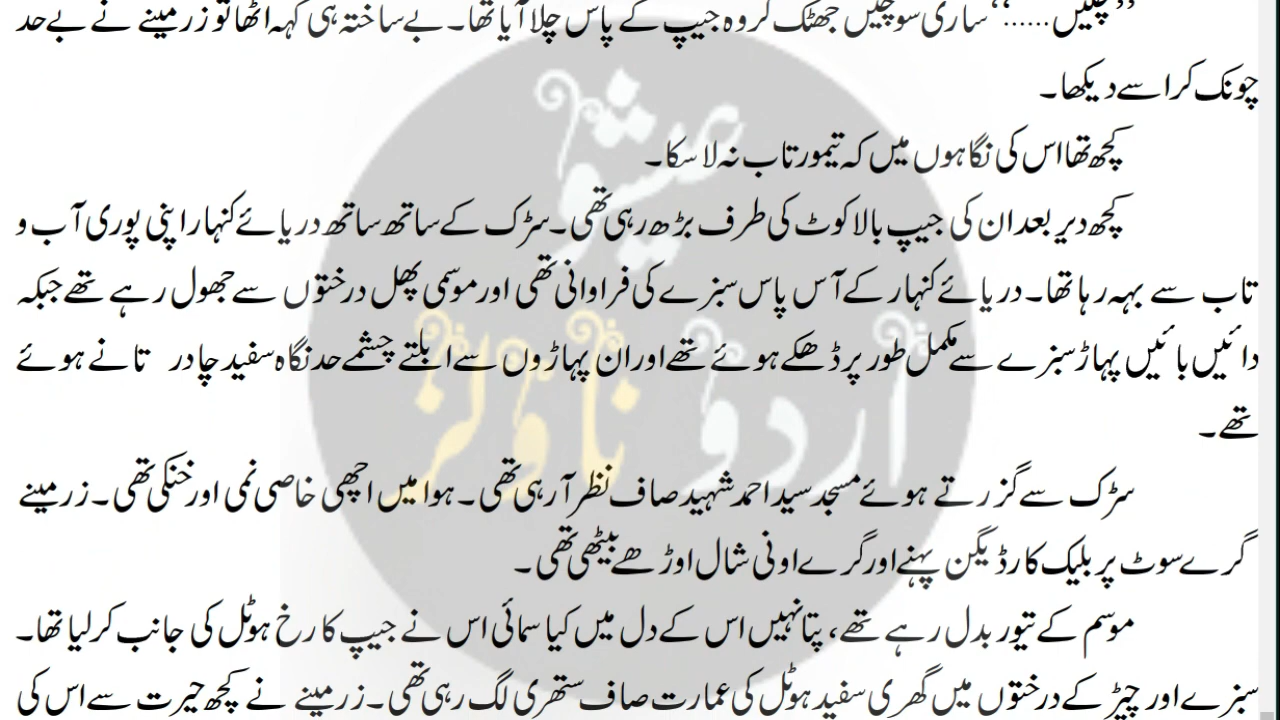 ”چلیں......‘‘ ساری سوچیں جھٹک کر وہ جیپ کے پاس چلا آیا تھا۔ بے ساختہ ہی کہہ اٹھا تو زرمینے نے بے حد
چونک کر اسے دیکھا۔
کچھ تھا اس کی نگاہوں میں کہ تیمور تاب نہ لا سکا۔
کچھ دیر بعد ان کی جیپ بالاکوٹ کی طرف بڑھ رہی تھی۔ سڑک کے ساتھ ساتھ دریائے کنہار اپنی پوری آب و
تاب سے بہہ رہا تھا۔ دریائے کنہار کے آس پاس سبزے کی فراوانی تھی اور موسمی پھل درختوں سے جھول رہے تھے جبکہ
دائیں بائیں پہاڑ سبزے سے مکمل طور پر ڈھکے ہوئے تھے اور ان پہاڑوں سے ابلتے چشمے حد نگاہ سفید چادر تانے ہوئے
تھے۔
سڑک سے گزرتے ہوئے مسجد سید احمد شہید صاف نظر آ رہی تھی۔ ہوا میں اچھی خاصی نمی اور خنکی تھی۔ زرمینے
گرے سوٹ پر بلیک کارڈیگن پہنے اور گرے اونی شال اوڑھے بیٹھی تھی۔
موسم کے تیور بدل رہے تھے، پتا نہیں اس کے دل میں کیا سمائی اس نے جیپ کا رخ ہوٹل کی جانب کر لیا تھا۔
سبزے اور چیڑ کے درختوں میں گھری سفید ہوٹل کی عمارت صاف ستھری لگ رہی تھی۔ زرمینے نے کچھ حیرت سے اس کی
اردو ناولز